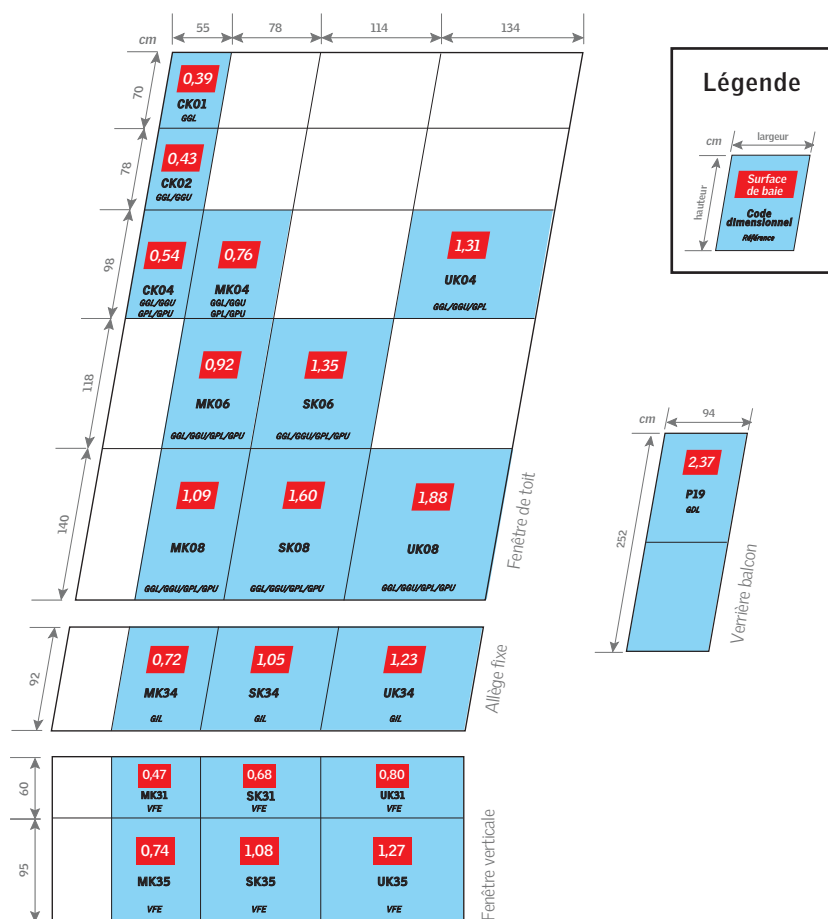 cm
55
78
114
134
70
0,39
CK01
GGL
78
0,43
CK02
GGL/GGU
98
0,54
CK04
GGL/GGU
GPL/GPU
0,76
MK04
GGL/GGU
GPL/GPU
1,31
UK04
GGL/GGU/GPL
118
0,92
MK06
GGL/GGU/GPL/GPU
1,35
SK06
GGL/GGU/GPL/GPU
140
1,09
MK08
GGL/GGU/GPL/GPU
1,60
SK08
GGL/GGU/GPL/GPU
1,88
UK08
GGL/GGU/GPL/GPU
Fenêtre de toit
92
0,72
MK34
GIL
1,05
SK34
GIL
1,23
UK34
GIL
Allège fixe
60
0,47
MK31
VFE
0,68
SK31
VFE
0,80
UK31
VFE
95
0,74
MK35
VFE
1,08
SK35
VFE
1,27
UK35
VFE
Fenêtre verticale
Légende
cm
largeur
hauteur
Surface
de baie
Code
dimensionnel
Référence
cm
94
252
2,37
P19
GDL
Verrière balcon